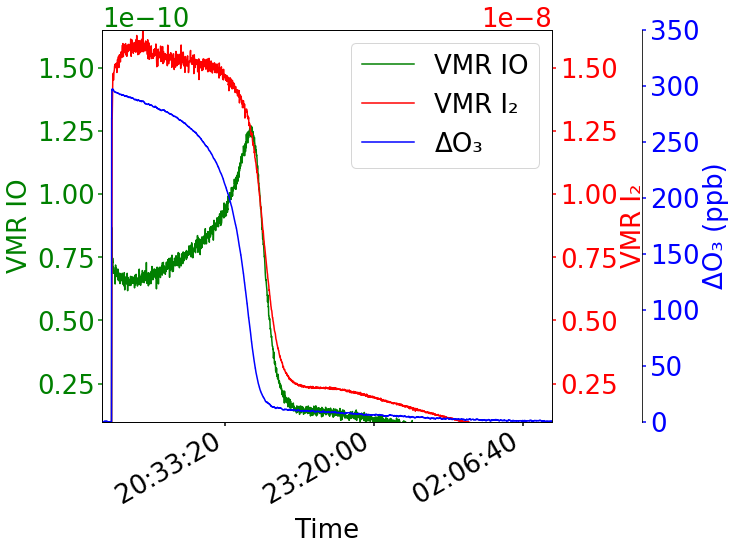 1e−10
1e−8
VMR IO
1.50
1.25
1.00
0.75
0.50
0.25
VMR IO
VMR I₂
ΔO₃
1.50
1.25
1.00
0.75
0.50
0.25
VMR I₂
350
300
250
200
150
100
50
0
ΔO₃ (ppb)
20:33:20
23:20:00
02:06:40
Time